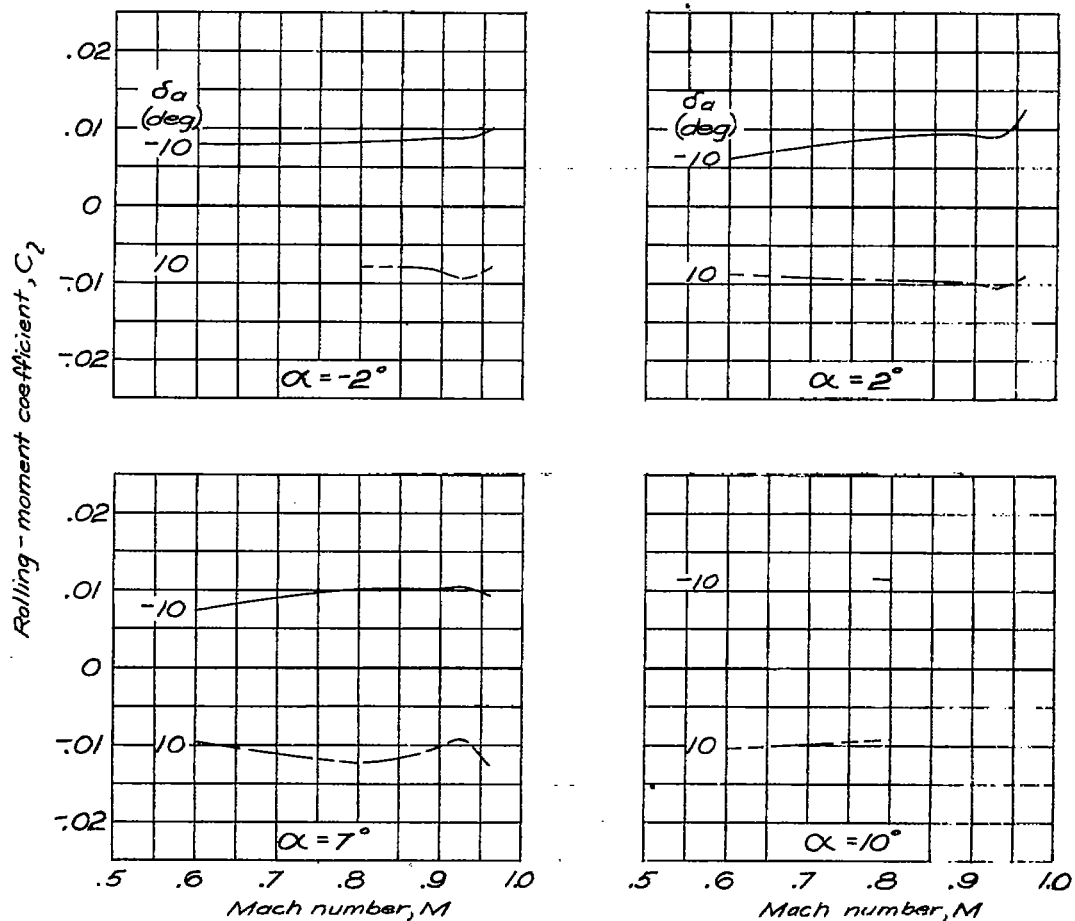 Rolling-moment coefficient, C₂
.02
.01
0
-.01
-.02
δa
(deg)
-10
10
α = -2°
δa
(deg)
-10
10
α = 2°
.02
.01
0
-.01
-.02
-10
10
α = 7°
-10
10
α = 10°
.5 .6 .7 .8 .9 1.0
Mach number, M
.5 .6 .7 .8 .9 1.0
Mach number, M